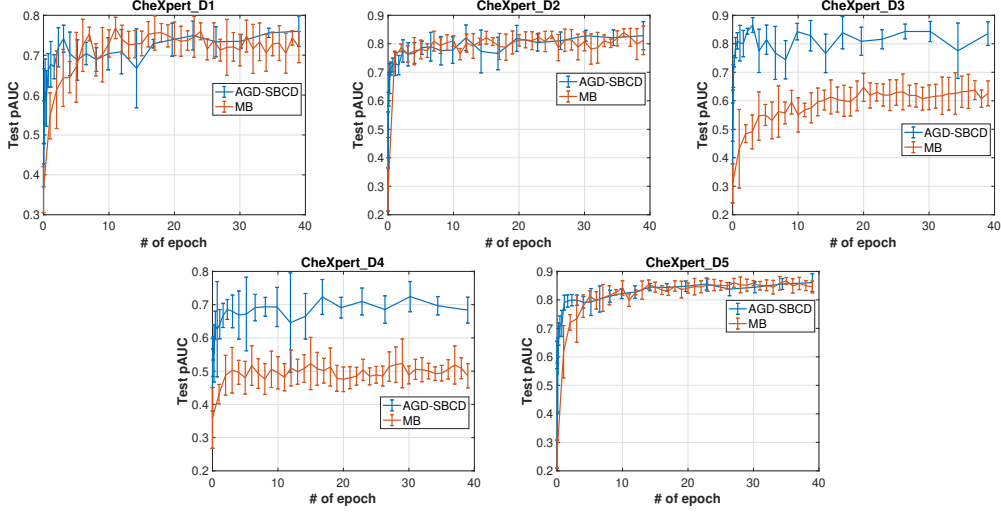 CheXpert_D1
Test pAUC
0.8
0.7
0.6
0.5
0.4
0.3
0 10 20 30 40
# of epoch
AGD-SBCD
MB
CheXpert_D2
Test pAUC
0.9
0.8
0.7
0.6
0.5
0.4
0.3
0.2
0 10 20 30 40
# of epoch
AGD-SBCD
MB
CheXpert_D3
Test pAUC
0.9
0.8
0.7
0.6
0.5
0.4
0.3
0.2
0 10 20 30 40
# of epoch
AGD-SBCD
MB
CheXpert_D4
Test pAUC
0.8
0.7
0.6
0.5
0.4
0.3
0.2
0 10 20 30 40
# of epoch
AGD-SBCD
MB
CheXpert_D5
Test pAUC
0.9
0.8
0.7
0.6
0.5
0.4
0.3
0.2
0 10 20 30 40
# of epoch
AGD-SBCD
MB